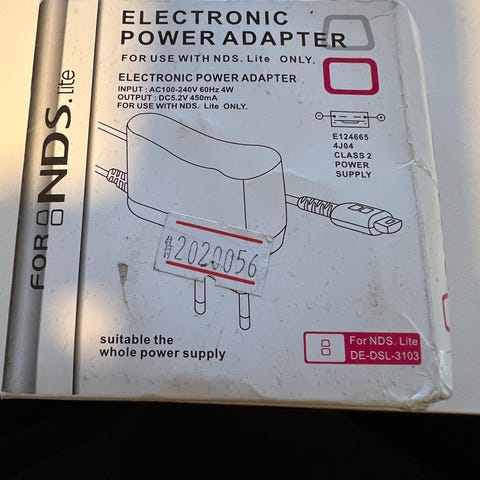 ELECTRONIC
POWER ADAPTER
FOR USE WITH NDS. Lite ONLY.
ELECTRONIC POWER ADAPTER
INPUT : AC100-240V 60Hz 4W
OUTPUT : DC5.2V 450mA
FOR USE WITH NDS. Lite ONLY.
E124665
4J04
CLASS 2
POWER
SUPPLY
FOR NDS. Lite
2020056
suitable the
whole power supply
For NDS. Lite
DE-DSL-3103